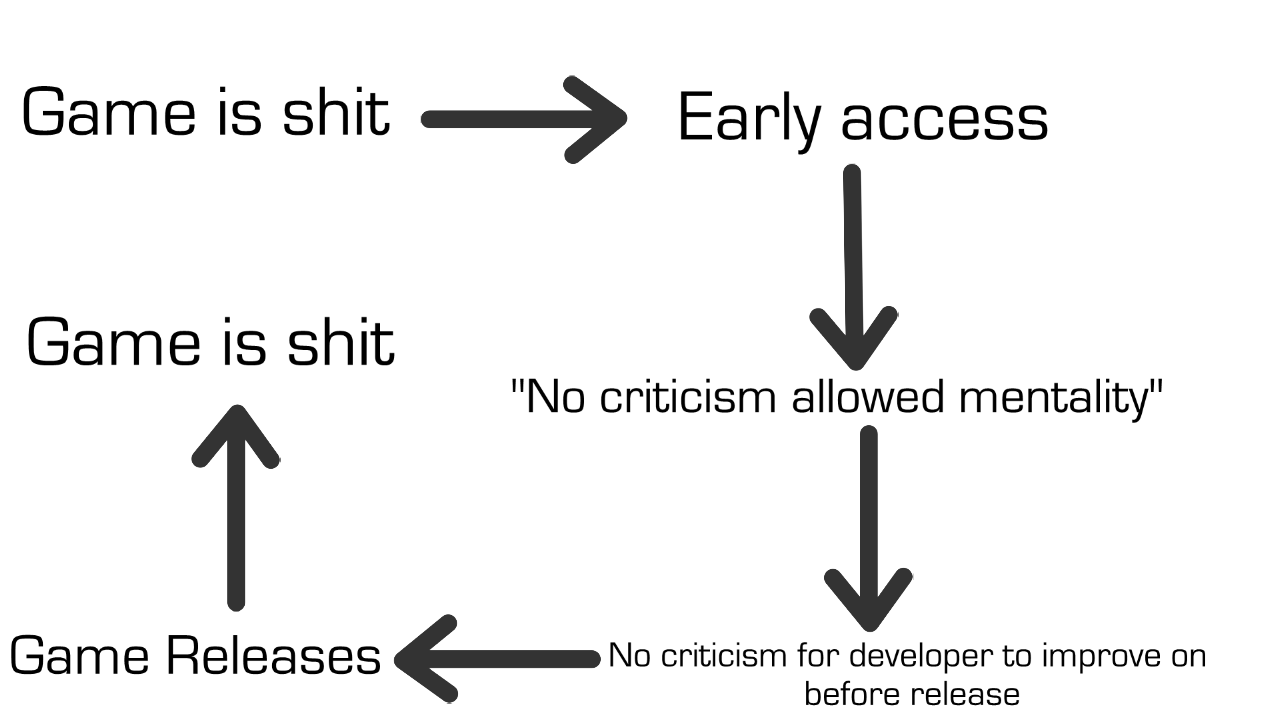 Game is shit
Early access
Game is shit
"No criticism allowed mentality"
Game Releases
No criticism for developer to improve on
before release